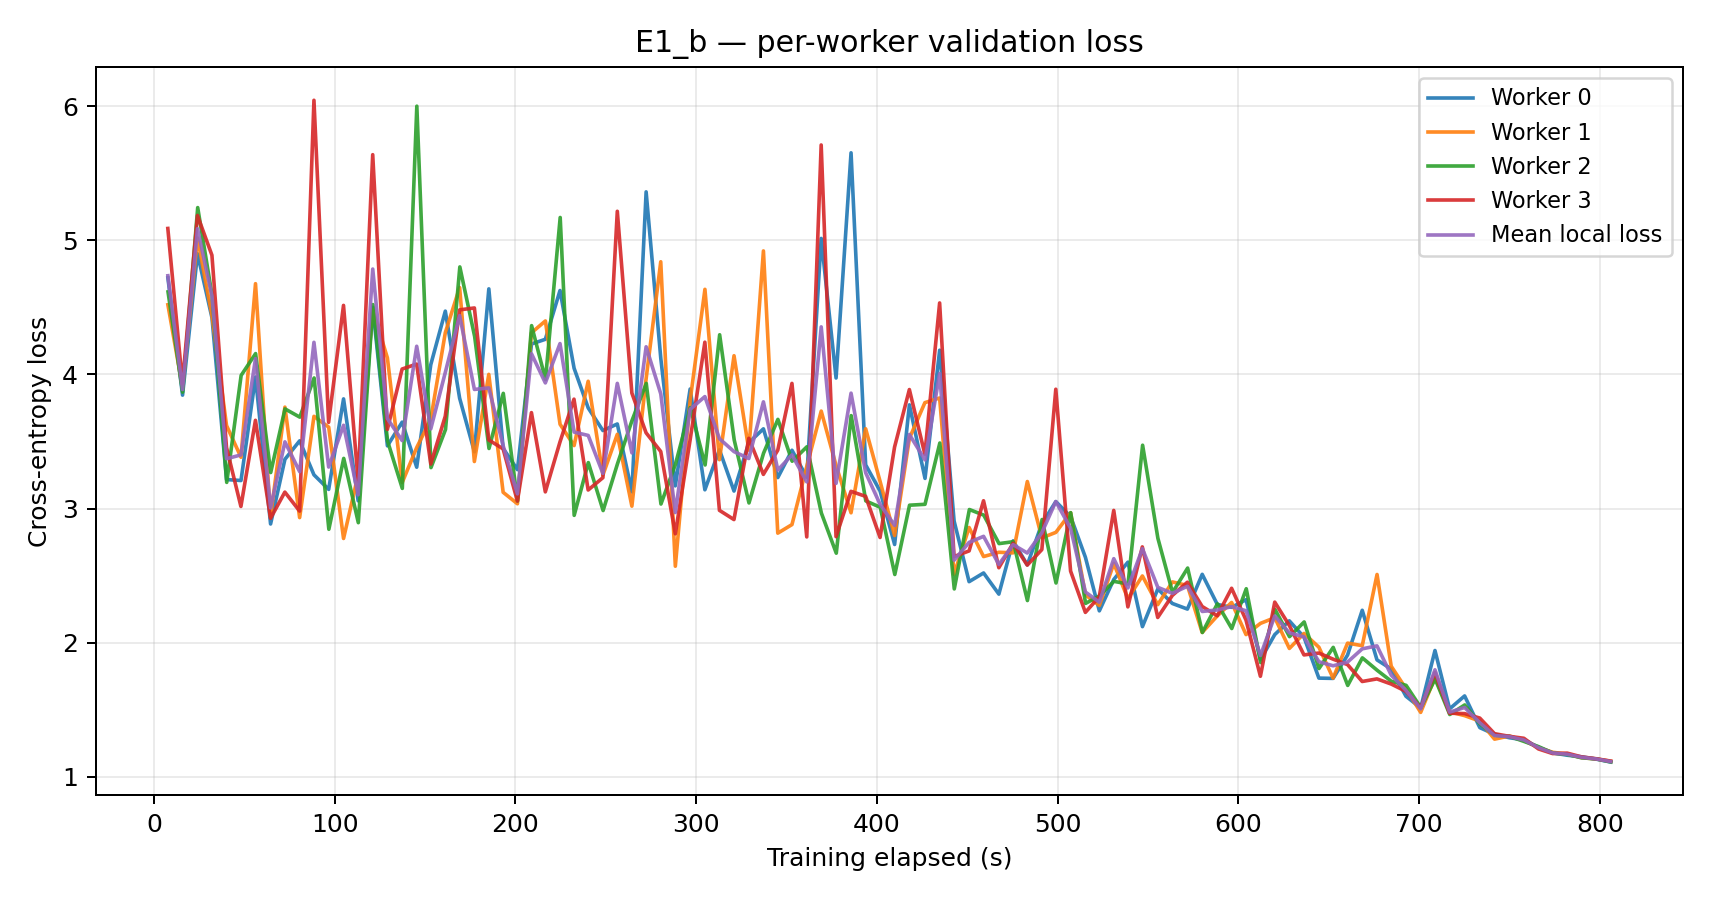 E1_b — per-worker validation loss
Worker 0
Worker 1
Worker 2
Worker 3
Mean local loss
Cross-entropy loss
6
5
4
3
2
1
0 100 200 300 400 500 600 700 800
Training elapsed (s)